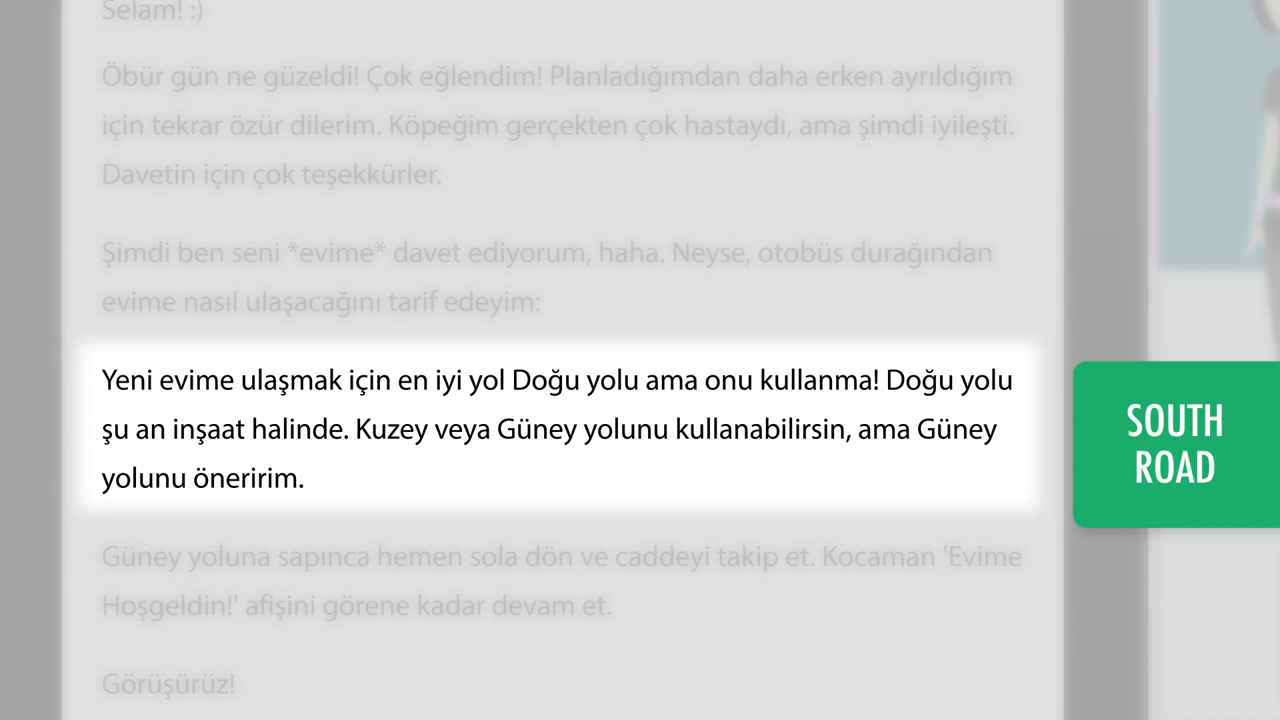 Selam! :)
Öbür gün ne güzeldi! Çok eğlendim! Planladığımdan daha erken ayrıldığım
için tekrar özür dilerim. Köpeğim gerçekten çok hastaydı, ama şimdi iyileşti.
Davetin için çok teşekkürler.
Şimdi ben seni *evime* davet ediyorum, haha. Neyse, otobüs durağından
evime nasıl ulaşacağını tarif edeyim:
Yeni evime ulaşmak için en iyi yol Doğu yolu ama onu kullanma! Doğu yolu
şu an inşaat halinde. Kuzey veya Güney yolunu kullanabilirsin, ama Güney
yolunu öneririm.
SOUTH
ROAD
Güney yoluna sapınca hemen sola dön ve caddeyi takip et. Kocaman 'Evime
Hoşgeldin!' afişini görene kadar devam et.
Görüşürüz!